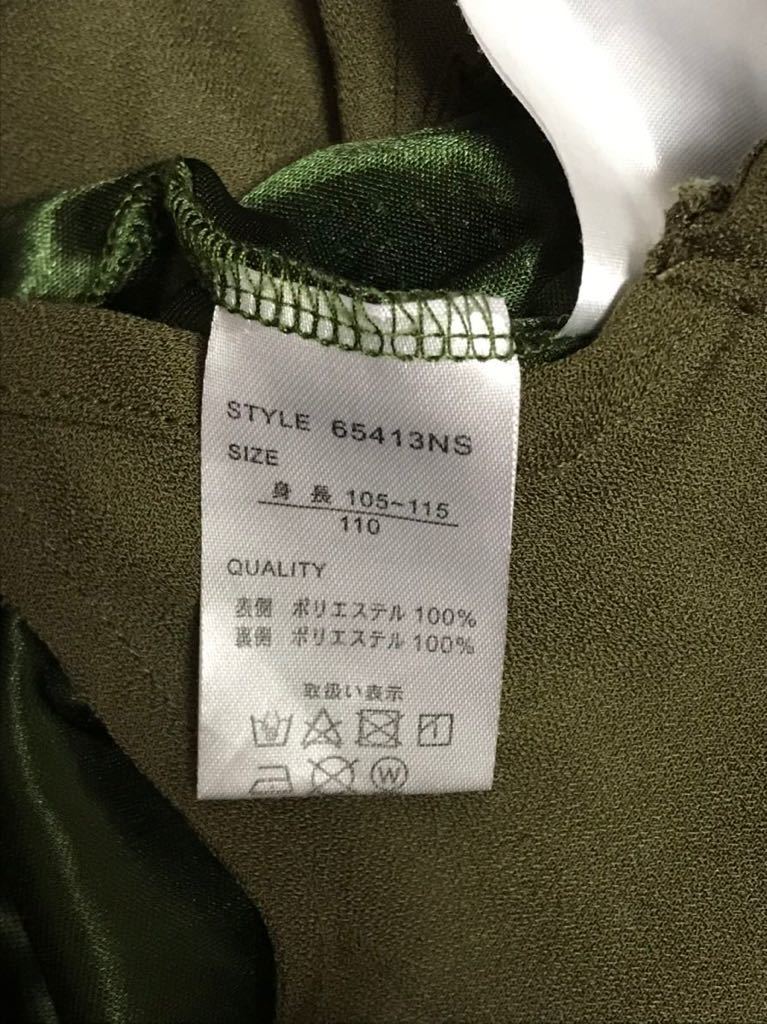 STYLE 65413NS
SIZE
身長 105~115
110
QUALITY
表側 ポリエステル 100%
裏側 ポリエステル 100%
取扱い表示
W